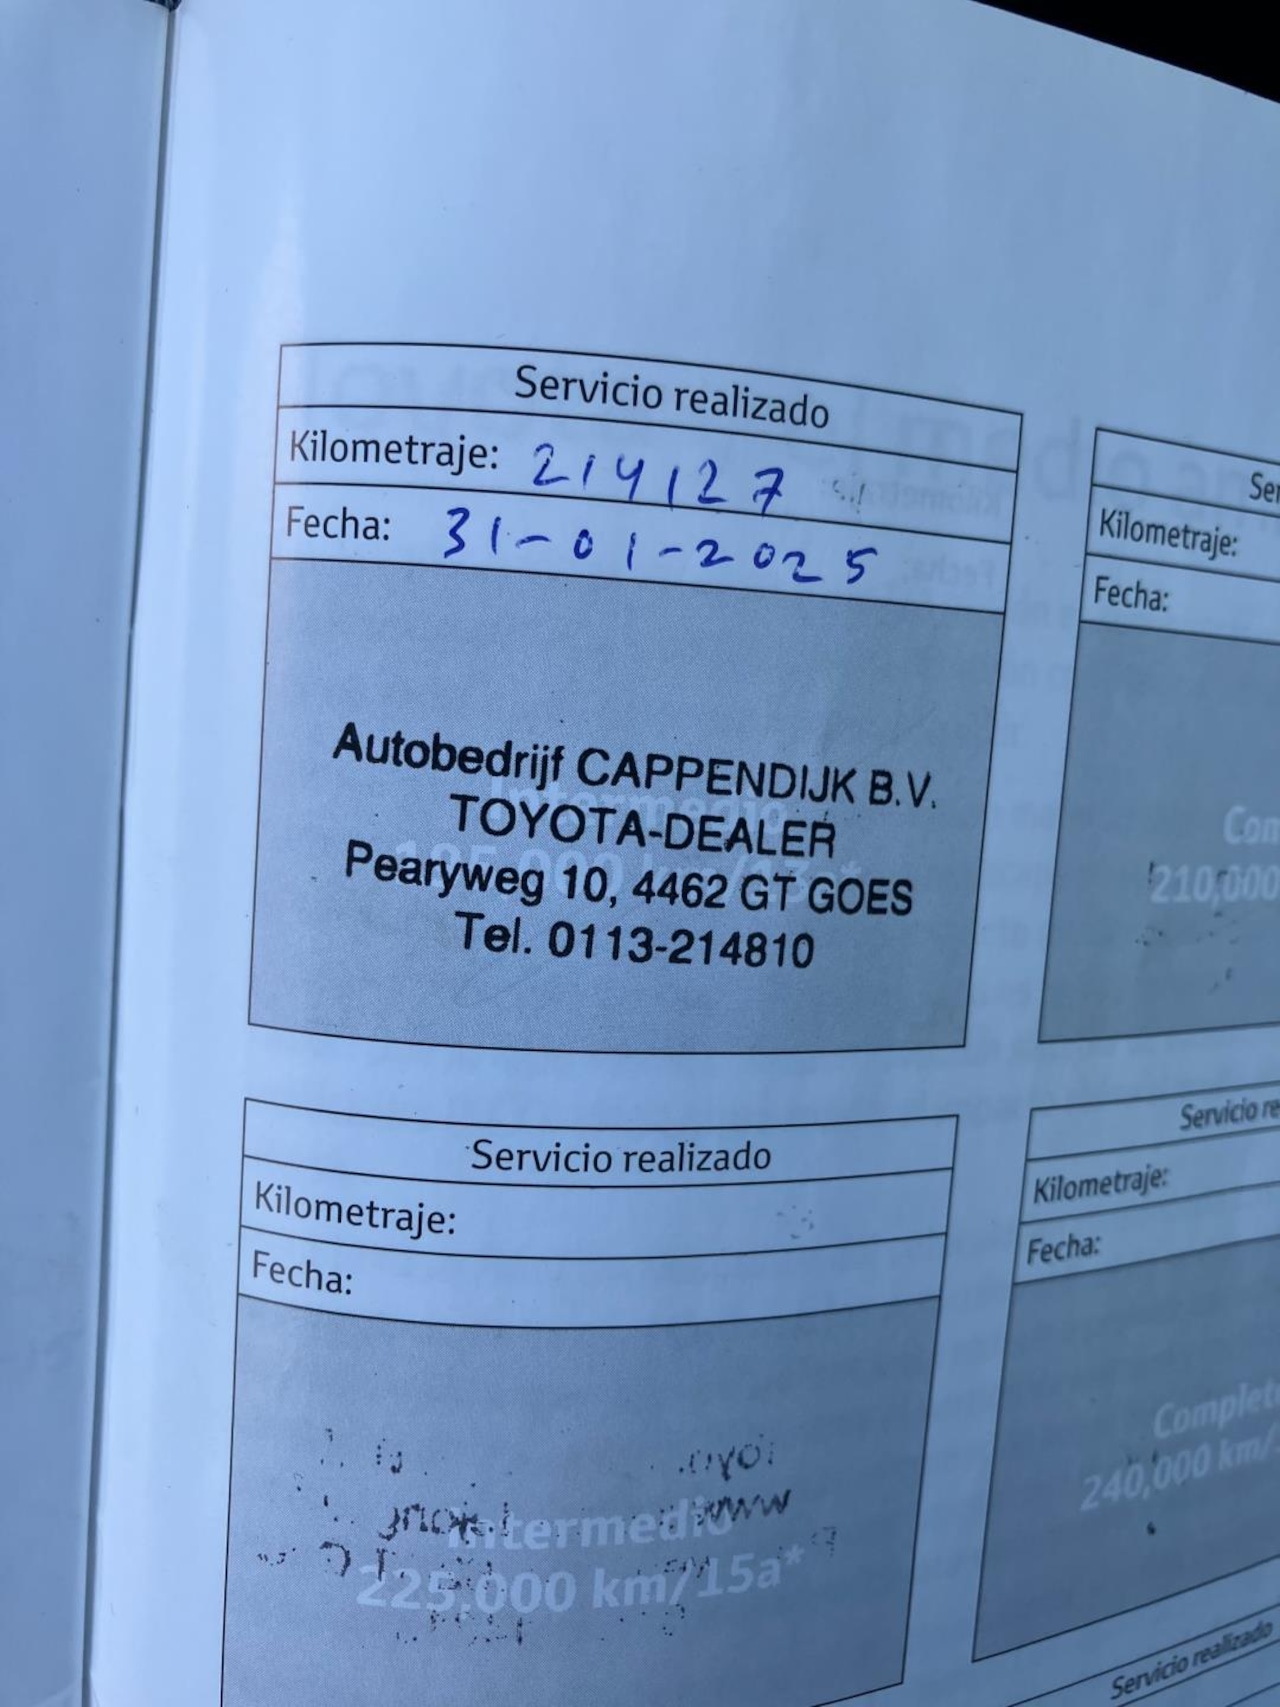 Servicio realizado
Kilometraje: 214127
Fecha: 31-01-2025
Autobedrijf CAPPENDIJK B.V.
TOYOTA-DEALER
Pearyweg 10, 4462 GT GOES
Tel. 0113-214810
Kilometraje:
Fecha:
210,000
Servicio realizado
Kilometraje:
Fecha:
Intermedio
225,000 km/15a*
Servicio
Kilometraje:
Fecha:
240,000 km/
Servicio realizado